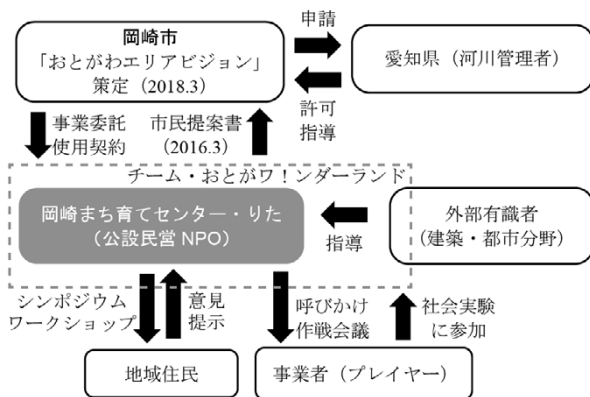 岡崎市
「おとがわエリアビジョン」
策定（2018.3）
申請
愛知県（河川管理者）
許可
指導
事業委託
使用契約
市民提案書
（2016.3）
チーム・おとがワ！ンダーランド
岡崎まち育てセンター・りた
（公設民営 NPO）
指導
外部有識者
（建築・都市分野）
シンポジウム
ワークショップ
意見
提示
呼びかけ
作戦会議
社会実験
に参加
地域住民
事業者（プレイヤー）